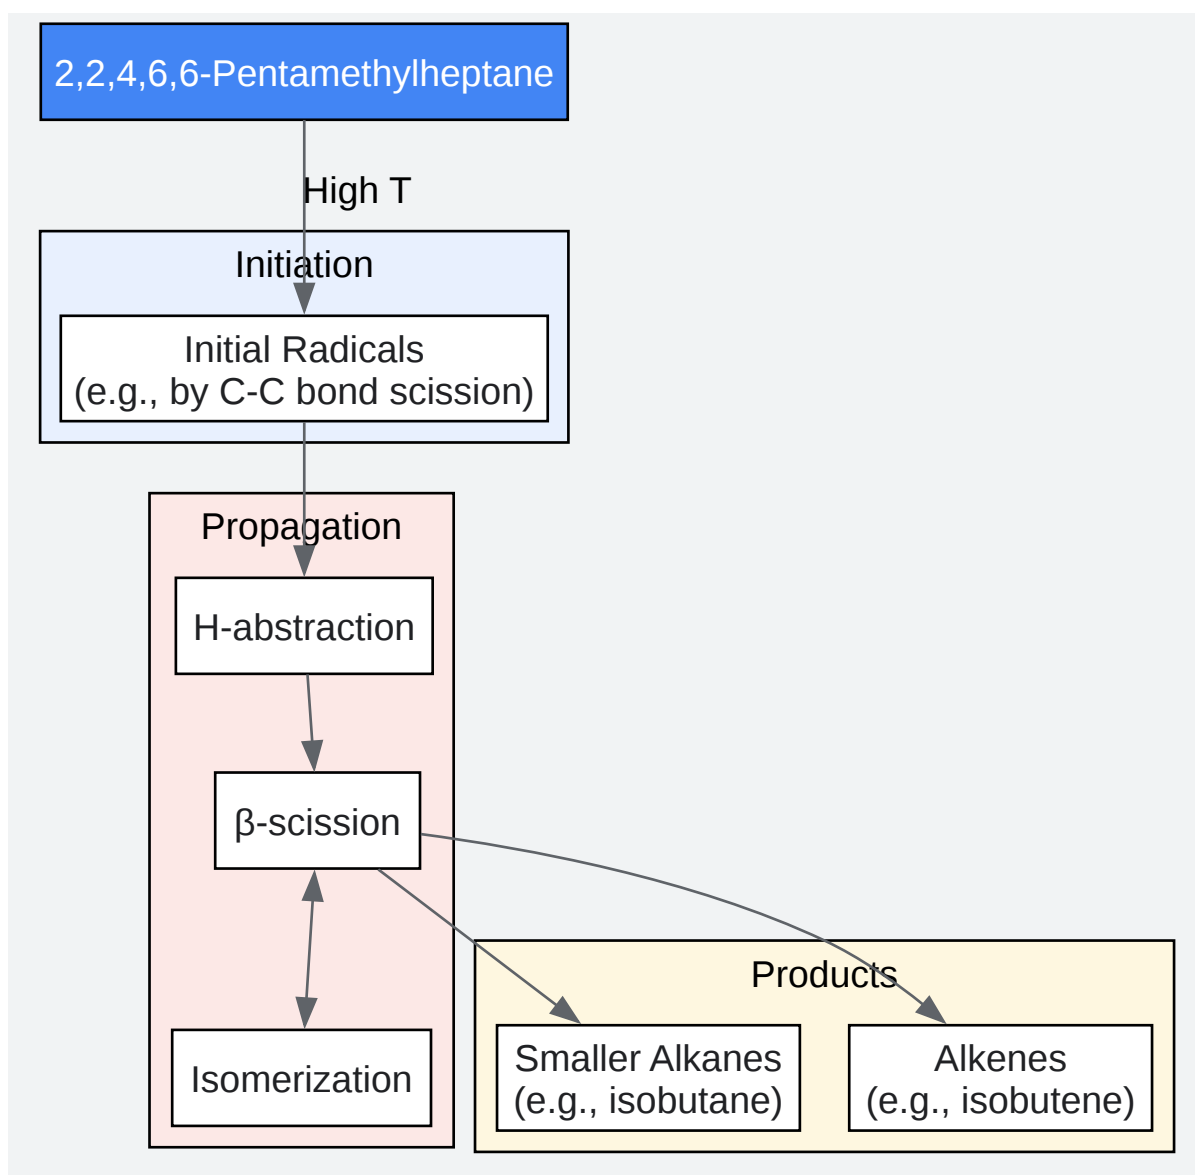 2,2,4,6,6-Pentamethylheptane
High T
Initiation
Initial Radicals
(e.g., by C-C bond scission)
Propagation
H-abstraction
β-scission
Isomerization
Products
Smaller Alkanes
(e.g., isobutane)
Alkenes
(e.g., isobutene)